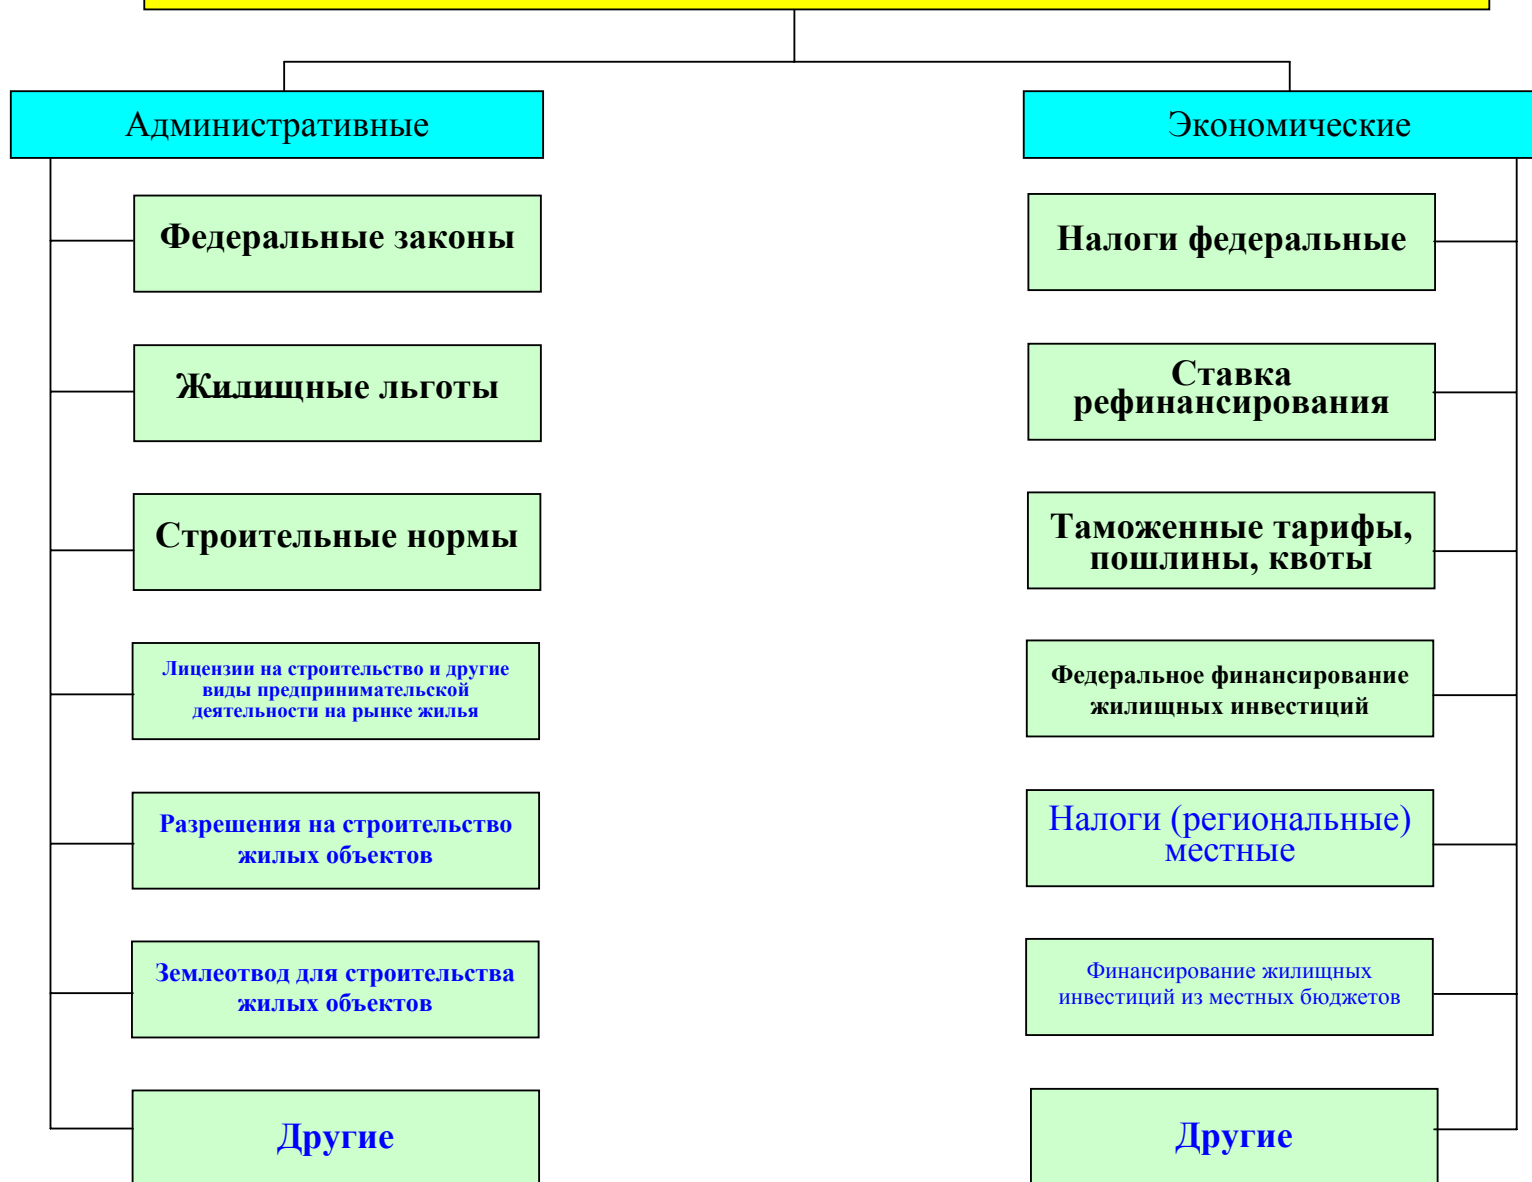 Административные
Экономические
Федеральные законы
Налоги федеральные
Жилищные льготы
Ставка
рефинансирования
Строительные нормы
Таможенные тарифы,
пошлины, квоты
Лицензии на строительство и другие
виды предпринимательской
деятельности на рынке жилья
Федеральное финансирование
жилищных инвестиций
Разрешения на строительство
жилых объектов
Налоги (региональные)
местные
Землеотвод для строительства
жилых объектов
Финансирование жилищных
инвестиций из местных бюджетов
Другие
Другие